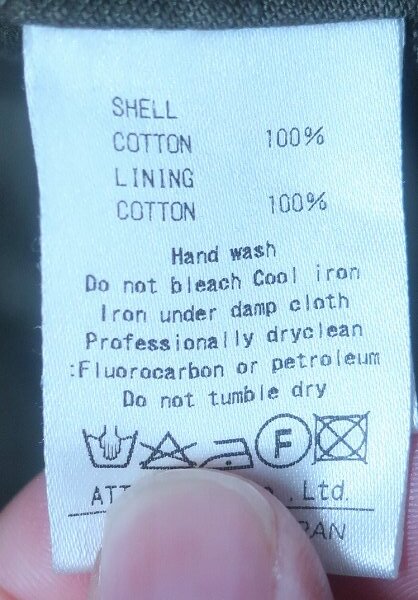 SHELL
COTTON 100%
LINING
COTTON 100%
Hand wash
Do not bleach Cool iron
Iron under damp cloth
Professionally dryclean
:Fluorocarbon or petroleum
Do not tumble dry
F
.Ltd.